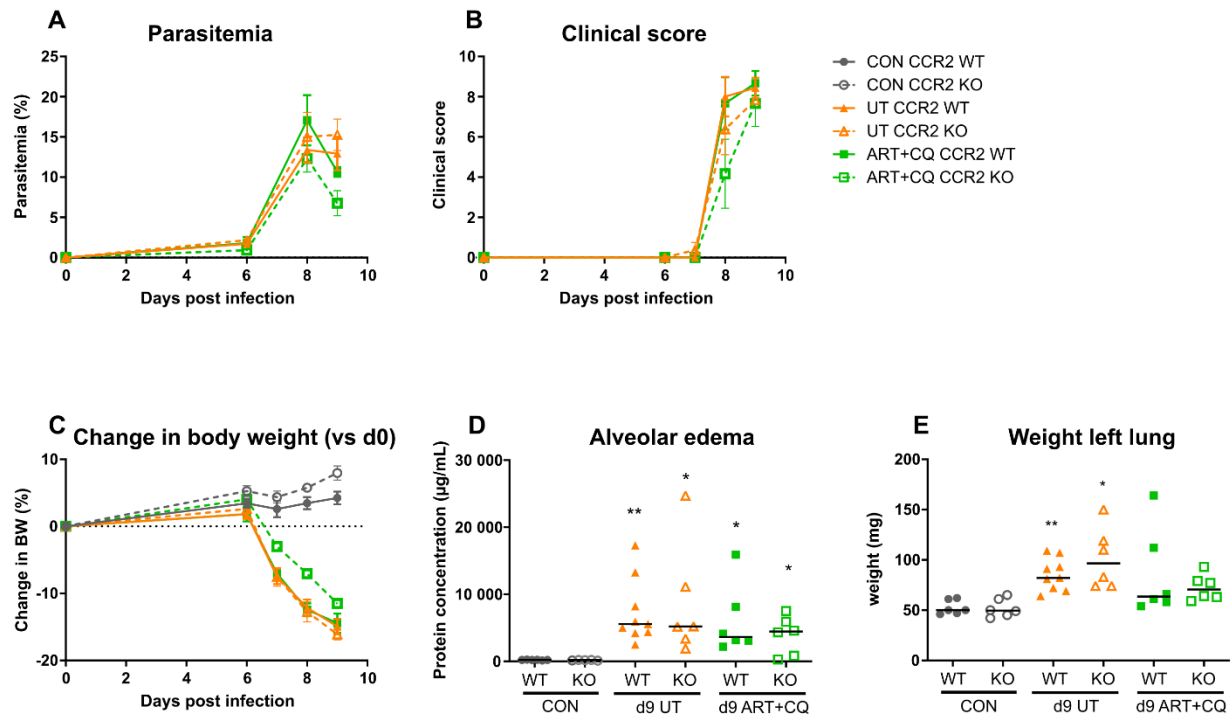 A
Parasitemia
Parasitemia (%)
25
20
15
10
5
0
0 2 4 6 8 10
Days post infection
B
Clinical score
Clinical score
10
8
6
4
2
0
0 2 4 6 8 10
Days post infection
CON CCR2 WT
CON CCR2 KO
UT CCR2 WT
UT CCR2 KO
ART+CQ CCR2 WT
ART+CQ CCR2 KO
C
Change in body weight (vs d0)
Change in BW (%)
10
0
-10
-20
0 2 4 6 8 10
Days post infection
D
Alveolar edema
Protein concentration (µg/mL)
30 000
20 000
10 000
0
** * * *
WT KO WT KO WT KO
CON d9 UT d9 ART+CQ
E
Weight left lung
weight (mg)
200
150
100
50
0
** *
WT KO WT KO WT KO
CON d9 UT d9 ART+CQ